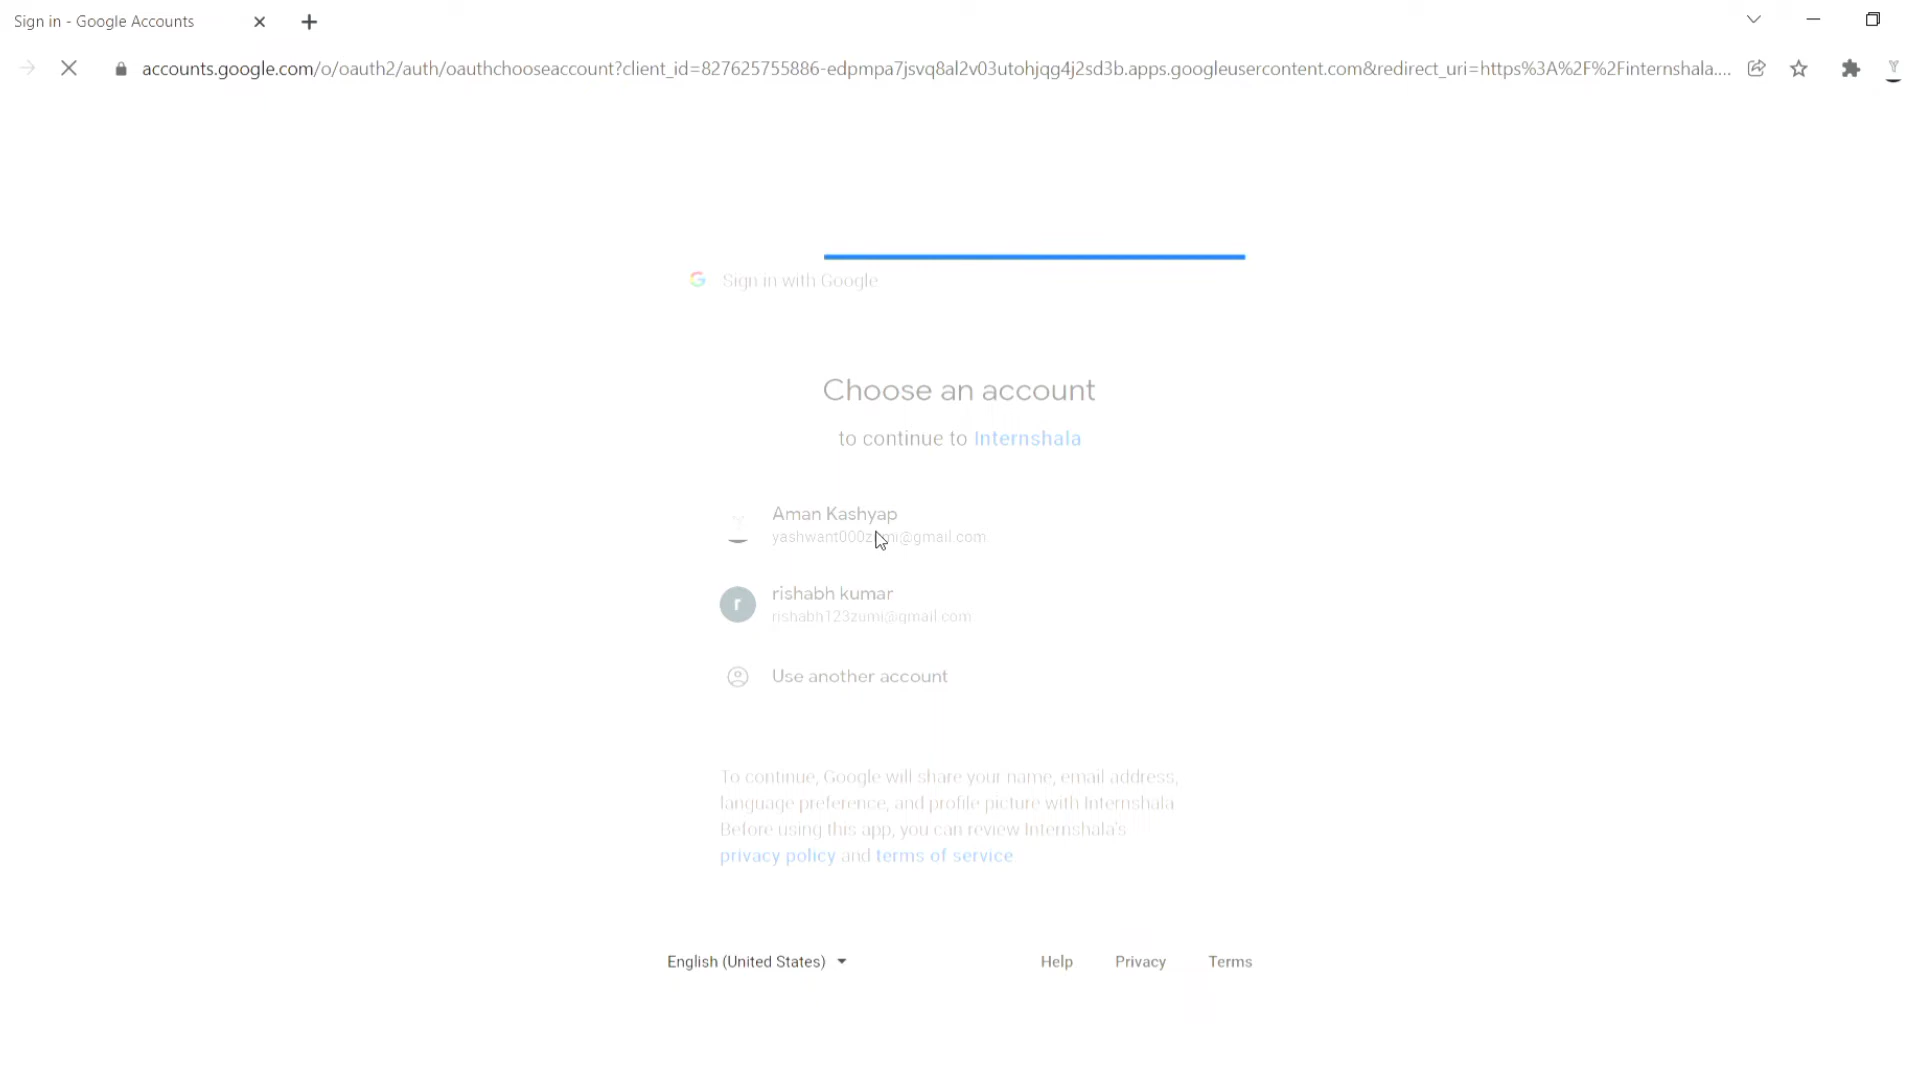 Sign in - Google Accounts
accounts.google.com/o/oauth2/auth/oauthchooseaccount?client_id=827625755886-edpmpa7jsvq8al2v03utohjqg4j2sd3b.apps.googleusercontent.com&redirect_uri=https%3A%2F%2Finternshala....
Sign in with Google
Choose an account
to continue to Internshala
Aman Kashyap
yashwant000zumi@gmail.com
r
rishabh kumar
rishabh123zumi@gmail.com
Use another account
To continue, Google will share your name, email address,
language preference, and profile picture with Internshala
Before using this app, you can review Internshala's
privacy policy and terms of service
English (United States)
Help
Privacy
Terms